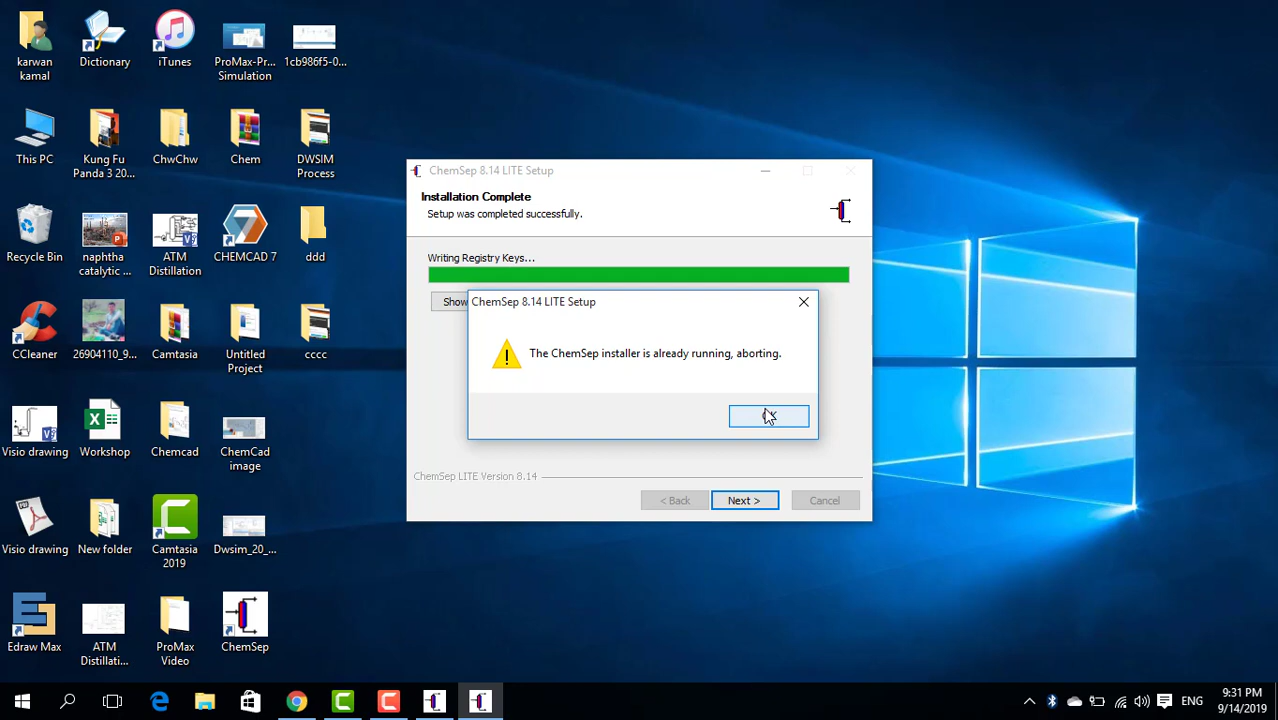 karwan
kamal
Dictionary
iTunes
ProMax-Pr...
Simulation
1cb986f5-0...
This PC
Kung Fu
Panda 3 20...
ChwChw
Chem
DWSIM
Process
Recycle Bin
naphtha
catalytic ...
ATM
Distillation
CHEMCAD 7
ddd
CCleaner
26904110_9...
Camtasia
Untitled
Project
cccc
Visio drawing
Workshop
Chemcad
ChemCad
image
Visio drawing
New folder
Camtasia
2019
Dwsim_20_...
Edraw Max
ATM
Distillati...
ProMax
Video
ChemSep
ChemSep 8.14 LITE Setup
Installation Complete
Setup was completed successfully.
Writing Registry Keys...
Show
ChemSep 8.14 LITE Setup
The ChemSep installer is already running, aborting.
ChemSep LITE Version 8.14
< Back
Next >
Cancel
ENG
9:31 PM
9/14/2019